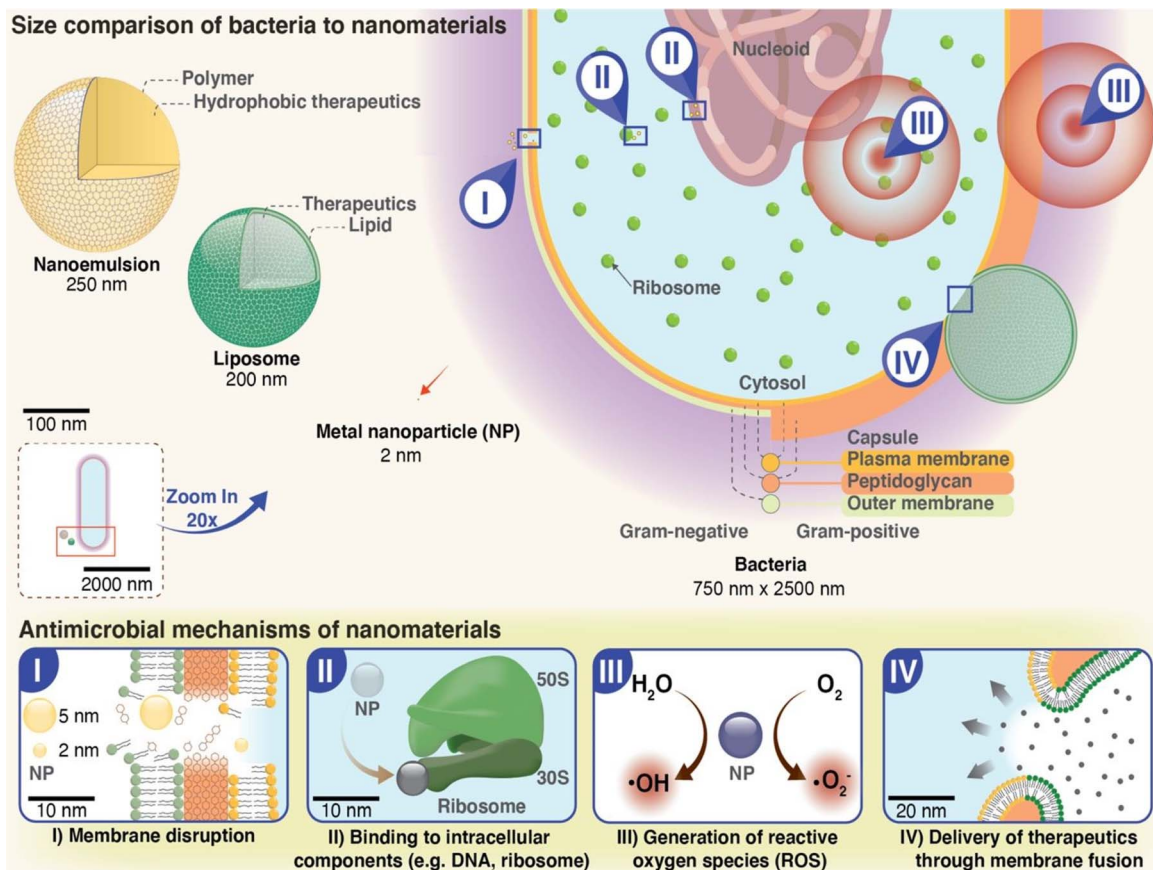 Size comparison of bacteria to nanomaterials
Polymer
Hydrophobic therapeutics
Nanoemulsion
250 nm
Therapeutics
Lipid
Liposome
200 nm
100 nm
Metal nanoparticle (NP)
2 nm
Zoom In
20x
2000 nm
Nucleoid
I
II
II
III
III
IV
Ribosome
Cytosol
Capsule
Plasma membrane
Peptidoglycan
Outer membrane
Gram-negative
Gram-positive
Bacteria
750 nm x 2500 nm
Antimicrobial mechanisms of nanomaterials
I
5 nm
2 nm
NP
10 nm
I) Membrane disruption
II
NP
50S
30S
10 nm
Ribosome
II) Binding to intracellular
components (e.g. DNA, ribosome)
III
H₂O
O₂
NP
•OH
•O₂⁻
III) Generation of reactive
oxygen species (ROS)
IV
20 nm
IV) Delivery of therapeutics
through membrane fusion